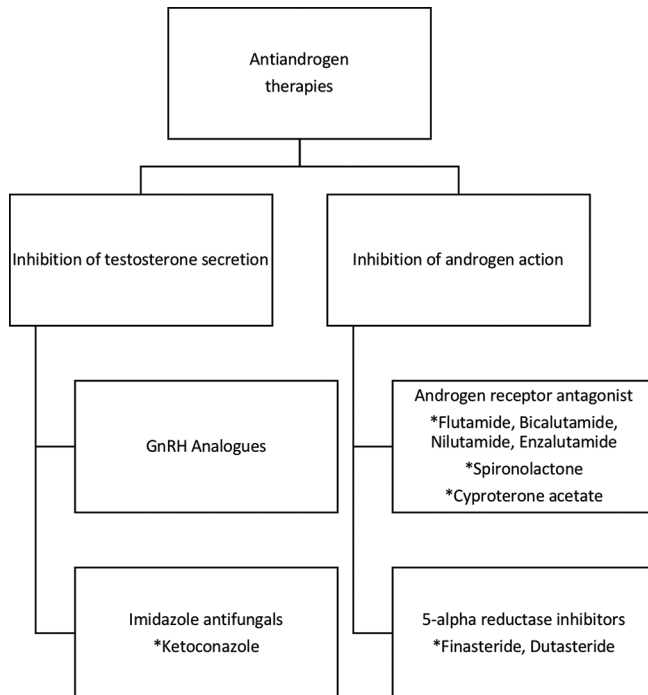 Antiandrogen
therapies
Inhibition of testosterone secretion
Inhibition of androgen action
GnRH Analogues
Androgen receptor antagonist
*Flutamide, Bicalutamide,
Nilutamide, Enzalutamide
*Spironolactone
*Cyproterone acetate
Imidazole antifungals
*Ketoconazole
5-alpha reductase inhibitors
*Finasteride, Dutasteride